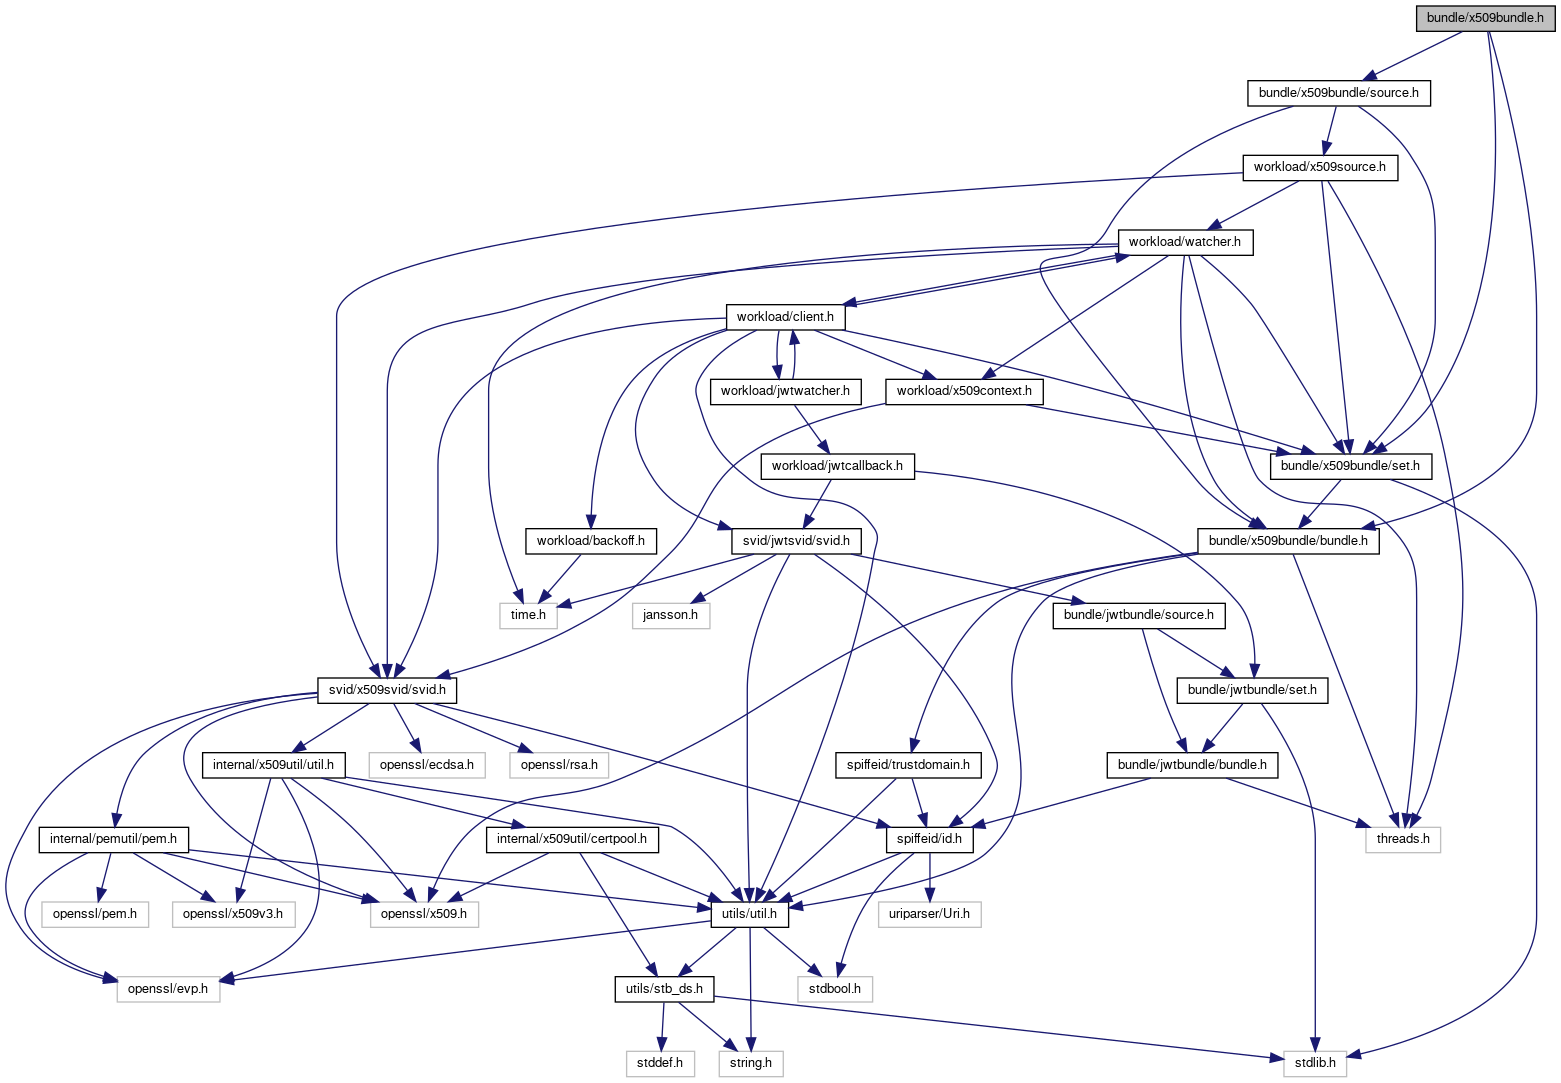 bundle/x509bundle.h
bundle/x509bundle/source.h
workload/x509source.h
workload/watcher.h
workload/client.h
workload/jwtwatcher.h
workload/x509context.h
workload/jwtcallback.h
bundle/x509bundle/set.h
workload/backoff.h
svid/jwtsvid/svid.h
bundle/x509bundle/bundle.h
time.h
jansson.h
bundle/jwtbundle/source.h
svid/x509svid/svid.h
bundle/jwtbundle/set.h
internal/x509util/util.h
openssl/ecdsa.h
openssl/rsa.h
spiffeid/trustdomain.h
bundle/jwtbundle/bundle.h
internal/pemutil/pem.h
internal/x509util/certpool.h
spiffeid/id.h
threads.h
openssl/pem.h
openssl/x509v3.h
openssl/x509.h
utils/util.h
uriparser/Uri.h
openssl/evp.h
utils/stb_ds.h
stdbool.h
stddef.h
string.h
stdlib.h